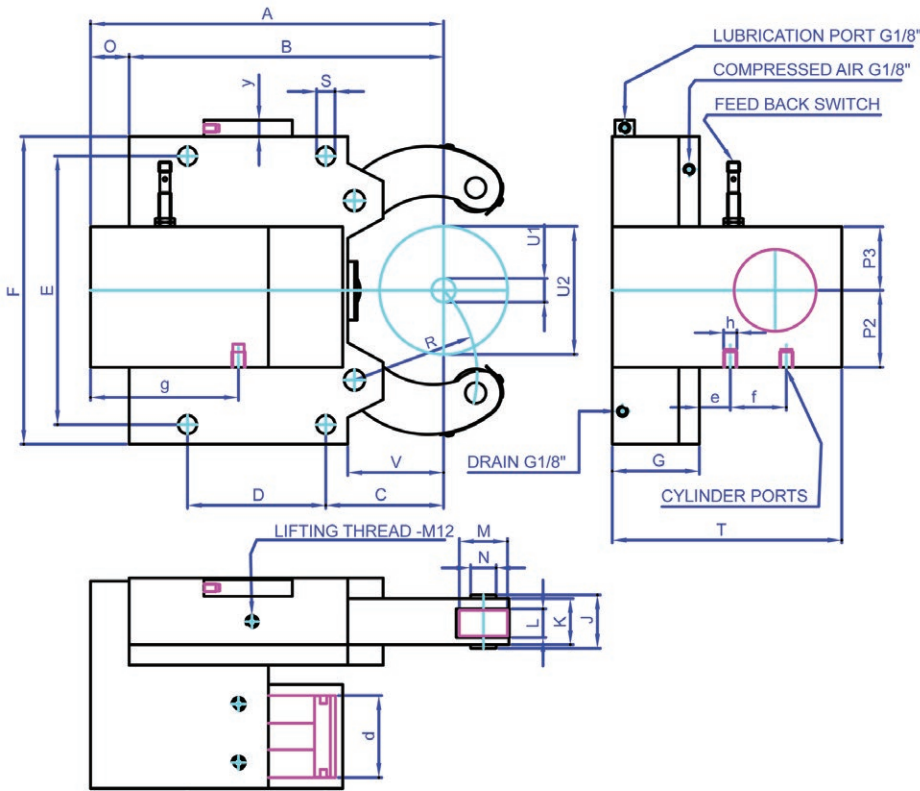 A
O
B
y
S
F
E
g
R
U1
U2
D
C
V
LUBRICATION PORT G1/8"
COMPRESSED AIR G1/8"
FEED BACK SWITCH
P3
P2
h
e
f
DRAIN G1/8"
G
CYLINDER PORTS
T
LIFTING THREAD -M12
M
N
L
K
J
d